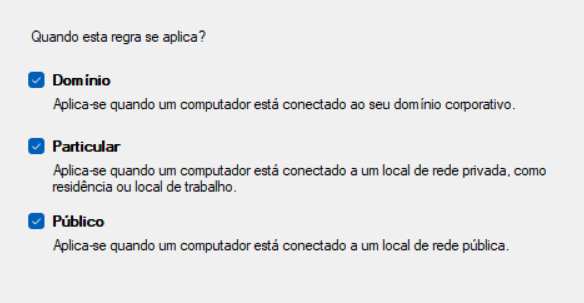 Quando esta regra se aplica?
Domínio
Aplica-se quando um computador está conectado ao seu domínio corporativo.
Particular
Aplica-se quando um computador está conectado a um local de rede privada, como
residência ou local de trabalho.
Público
Aplica-se quando um computador está conectado a um local de rede pública.